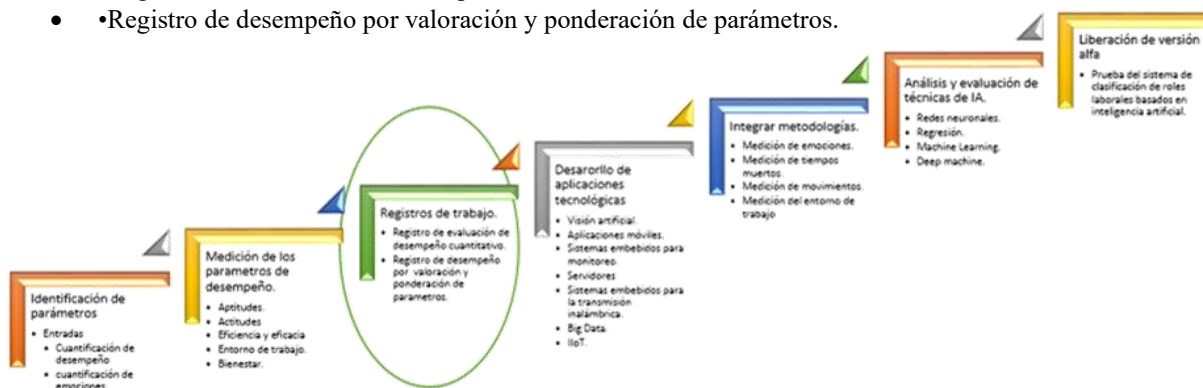 • •Registro de desempeño por valoración y ponderación de parámetros.
Identificación de
parámetros
• Entradas
• Cuantificación de
desempeño
• cuantificación de
emociones.
Medición de los
parametros de
desempeño.
• Aptitudes.
• Actitudes
• Eficiencia y eficacia
• Entorno de trabajo.
• Bienestar.
Registros de trabajo.
• Registro de evaluación de
desempeño cuantitativo.
• Registro de desempeño
por valoración y
ponderación de
parametros.
Desarorllo de
aplicaciones
tecnológicas
• Visión artificial.
• Aplicaciones móviles.
• Sistemas embebidos para
monitoreo.
• Servidores
• Sistemas embebidos para
la transmisión
inalámbrica.
• Big Data.
• IIoT.
Integrar metodologías.
• Medición de emociones.
• Medición de tiempos
muertos.
• Medición de movimientos.
• Medición del entorno de
trabajo
Análisis y evaluación de
técnicas de IA.
• Redes neuronales.
• Regresión.
• Machine Learning.
• Deep machine.
Liberación de versión
alfa
• Prueba del sistema de
clasificación de roles
laborales basados en
inteligencia artificial.